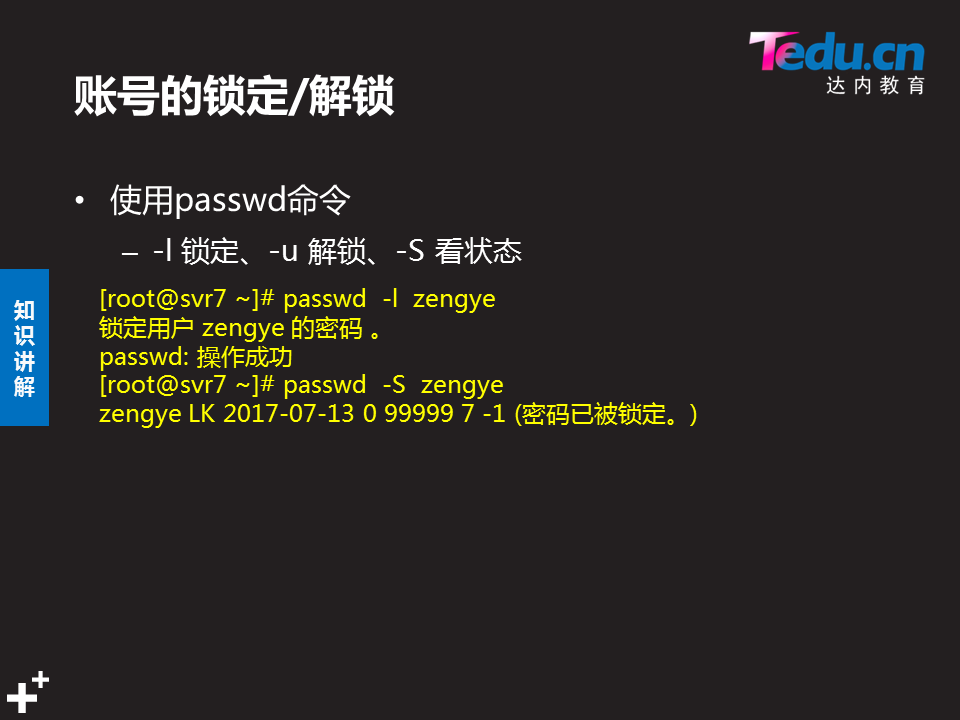 Tedu.cn
达内教育
账号的锁定/解锁
• 使用passwd命令
– -l 锁定、-u 解锁、-S 看状态
知识讲解
[root@svr7 ~]# passwd  -l  zengye
锁定用户 zengye 的密码 。
passwd: 操作成功
[root@svr7 ~]# passwd  -S  zengye
zengye LK 2017-07-13 0 99999 7 -1 (密码已被锁定。)